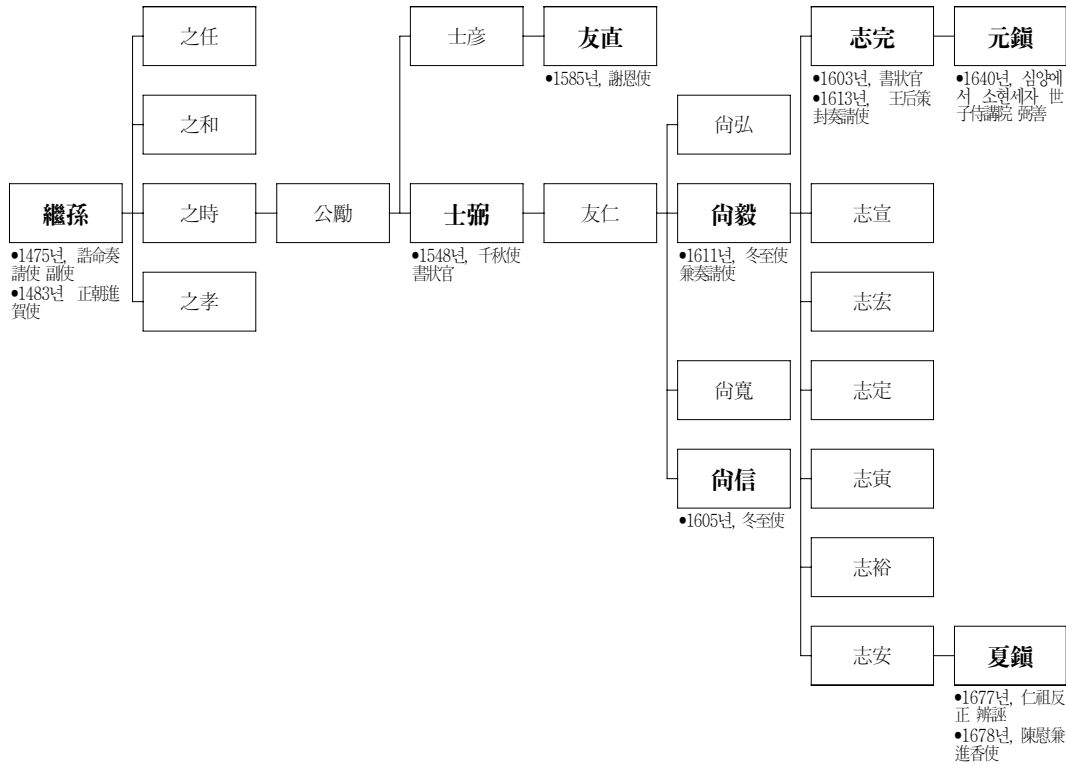 之任
之和
繼孫
●1475년, 誥命奏
請使 副使
●1483년 正朝進
賀使
之時
之孝
公勵
士彦
友直
●1585년, 謝恩使
士弼
●1548년, 千秋使
書狀官
友仁
尙弘
尙毅
●1611년, 冬至使
兼奏請使
尙寬
尙信
●1605년, 冬至使
志完
●1603년, 書狀官
●1613년, 王后策
封奏請使
元鎭
●1640년, 심양에
서 소현세자 世
子侍講院 弼善
志宣
志宏
志定
志寅
志裕
志安
夏鎭
●1677년, 仁祖反
正 辨誣
●1678년, 陳慰兼
進香使